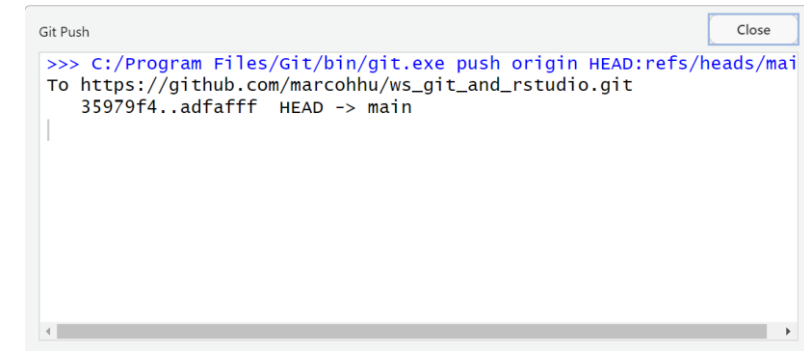 Git Push
Close
>>> C:/Program Files/Git/bin/git.exe push origin HEAD:refs/heads/mai
To https://github.com/marcohhu/ws_git_and_rstudio.git
35979f4..adfafff HEAD -> main